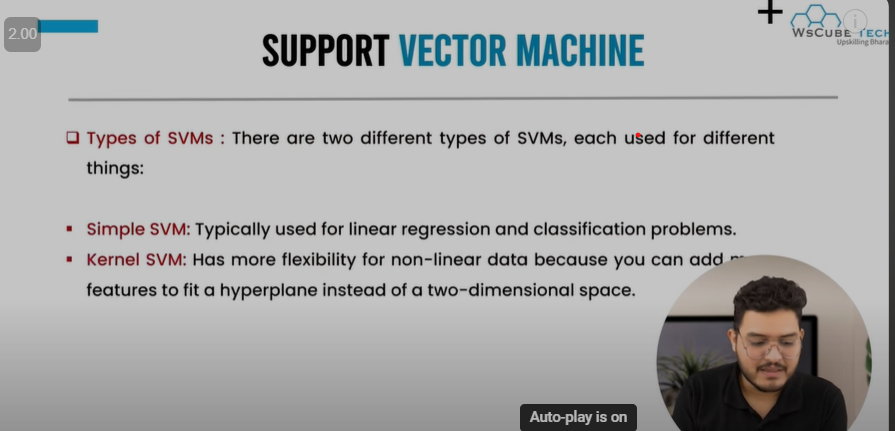 2.00
WSCUBE TECH
Upskilling Bhara
SUPPORT VECTOR MACHINE
Types of SVMs : There are two different types of SVMs, each used for different
things:
Simple SVM: Typically used for linear regression and classification problems.
Kernel SVM: Has more flexibility for non-linear data because you can add
features to fit a hyperplane instead of a two-dimensional space.
Auto-play is on